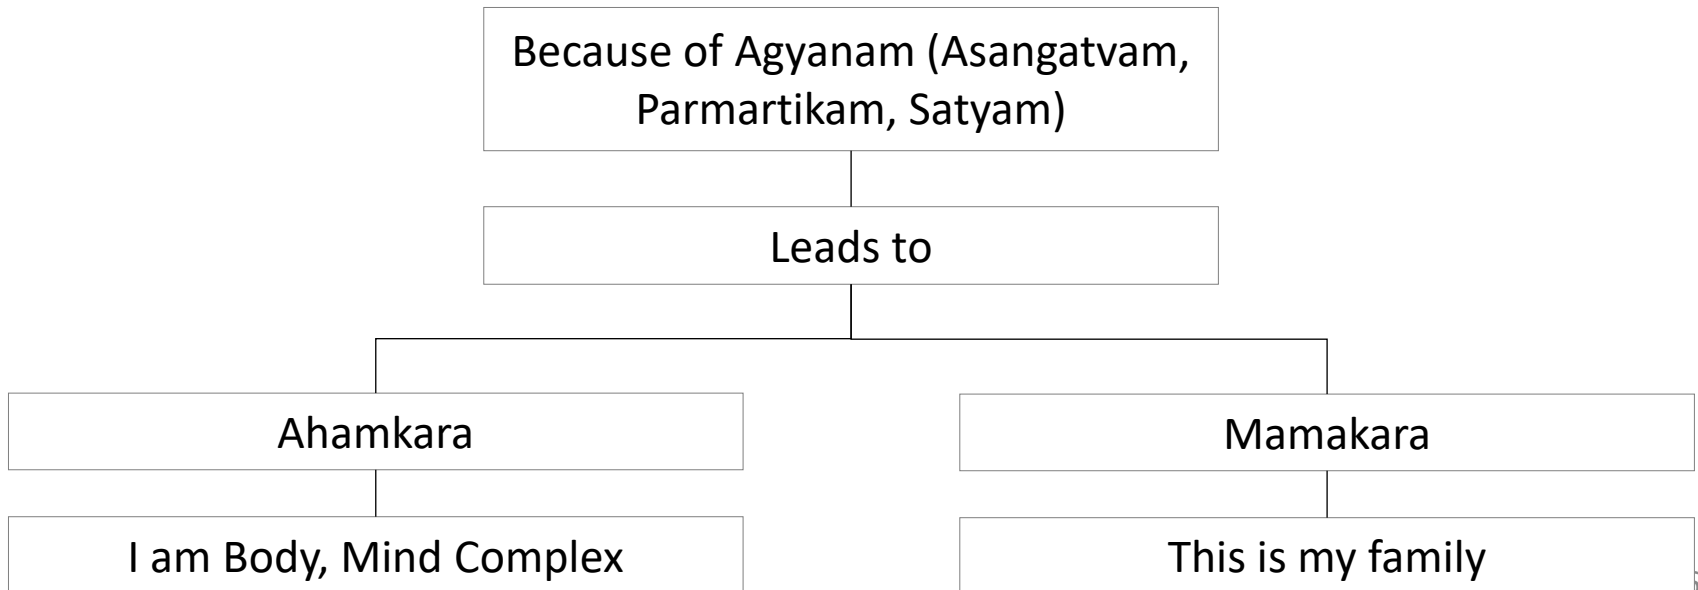 Because of Agyanam (Asangatvam,
Parmartikam, Satyam)
Leads to
Ahamkara
Mamakara
I am Body, Mind Complex
This is my family